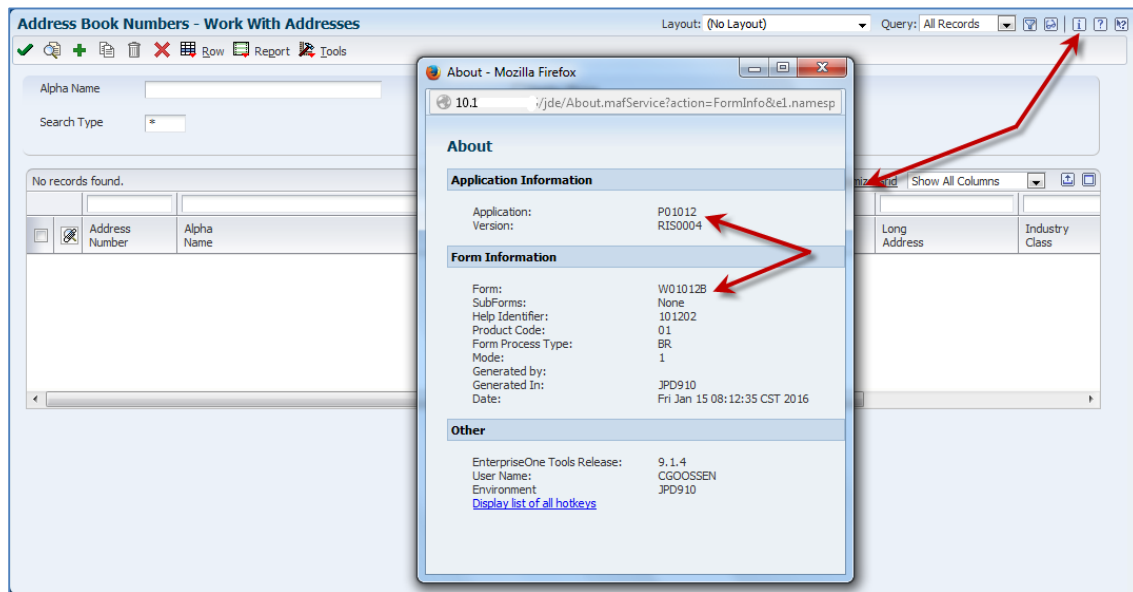 Address Book Numbers - Work With Addresses
Layout: (No Layout) Query: All Records
Row Report Tools
Alpha Name
Search Type *
No records found. Grid Show All Columns
Address Number Alpha Name Long Address Industry Class
About - Mozilla Firefox
10.1 /jde/About.mafService?action=FormInfo&e1.namesp
About
Application Information
Application: P01012
Version: RIS0004
Form Information
Form: W01012B
SubForms: None
Help Identifier: 101202
Product Code: 01
Form Process Type: BR
Mode: 1
Generated by:
Generated In: JPD910
Date: Fri Jan 15 08:12:35 CST 2016
Other
EnterpriseOne Tools Release: 9.1.4
User Name: CGOOSSEN
Environment JPD910
Display list of all hotkeys